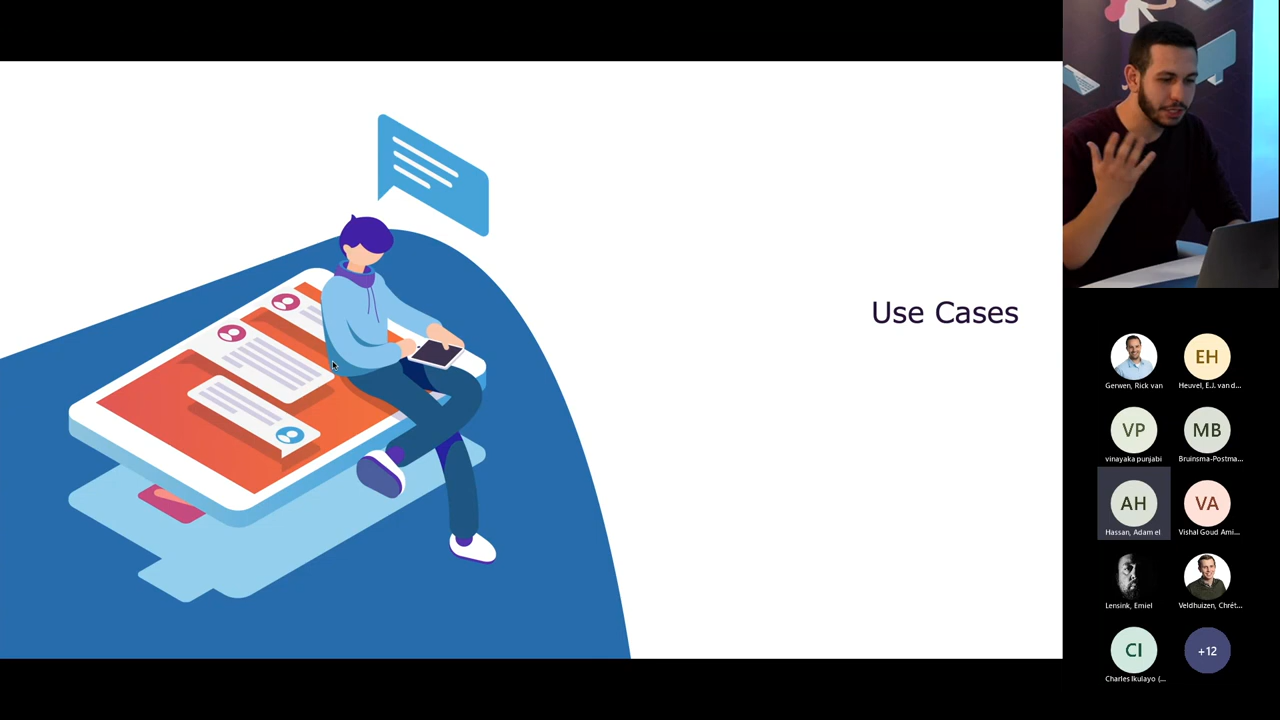 Use Cases
Gerwen, Rick van
EH
Heuvel, E.J. van d...
VP
vinayaka punjabi
MB
Bruinsma-Postma...
AH
Hassan, Adam el
VA
Vishal Goud Ami...
Lensink, Emiel
Veldhuizen, Chrét...
CI
Charles Ikulayo (...
+12